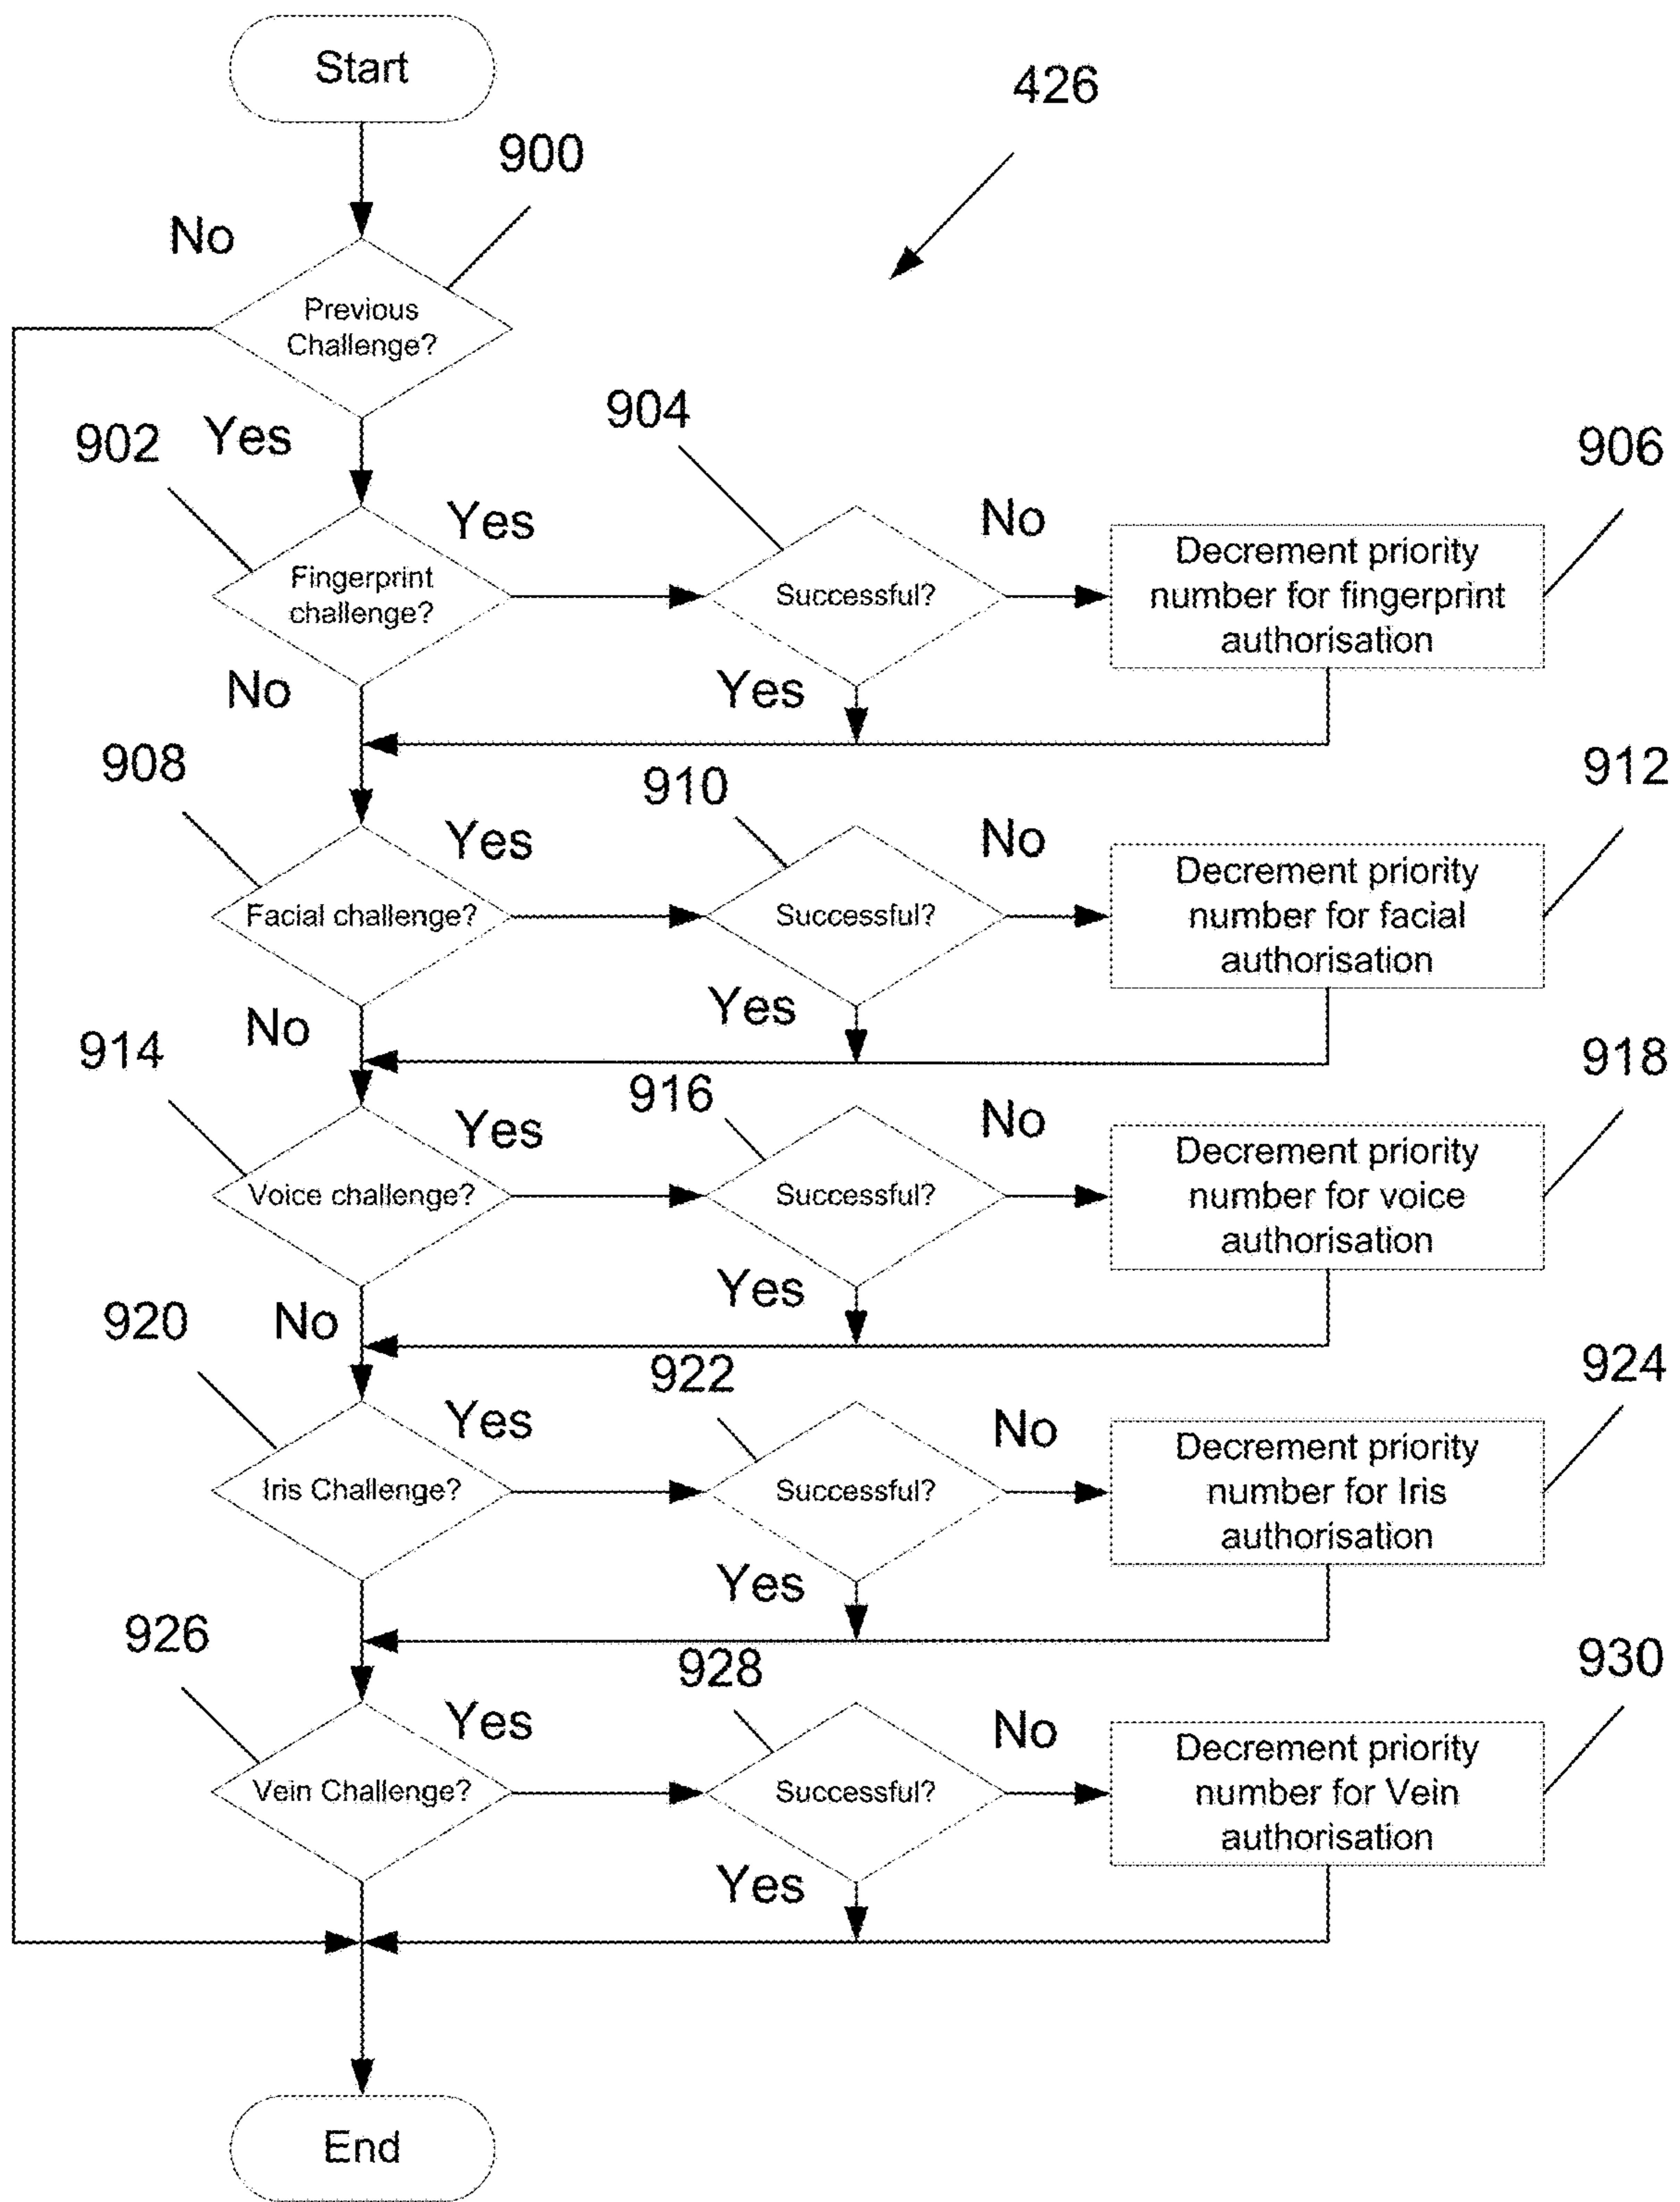 Start
426
900
No
Previous
Challenge?
Yes
902
904
906
Yes
No
Fingerprint
challenge?
Successful?
Decrement priority
number for fingerprint
authorisation
No
Yes
908
910
912
Yes
No
Facial challenge?
Successful?
Decrement priority
number for facial
authorisation
No
Yes
914
916
918
Yes
No
Voice challenge?
Successful?
Decrement priority
number for voice
authorisation
No
Yes
920
922
924
Yes
No
Iris Challenge?
Successful?
Decrement priority
number for Iris
authorisation
Yes
926
928
930
Yes
No
Vein Challenge?
Successful?
Decrement priority
number for Vein
authorisation
Yes
End